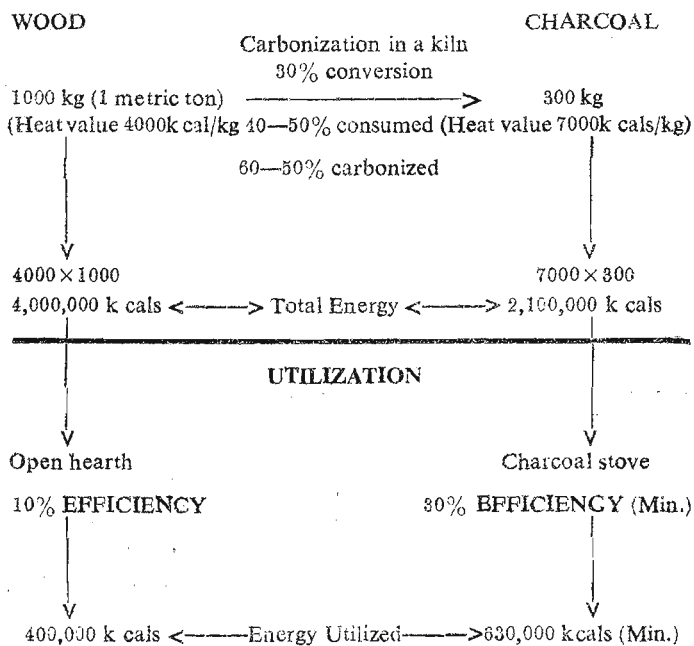 WOOD CHARCOAL
Carbonization in a kiln
30% conversion
1000 kg (1 metric ton) 300 kg
(Heat value 4000k cal/kg 40—50% consumed (Heat value 7000k cals/kg)
60—50% carbonized
4000 × 1000 7000 × 300
4,000,000 k cals <—————> Total Energy <—————> 2,100,000 k cals
UTILIZATION
Open hearth Charcoal stove
10% EFFICIENCY 30% EFFICIENCY (Min.)
400,000 k cals <————Energy Utilized————>630,000 kcals (Min.)